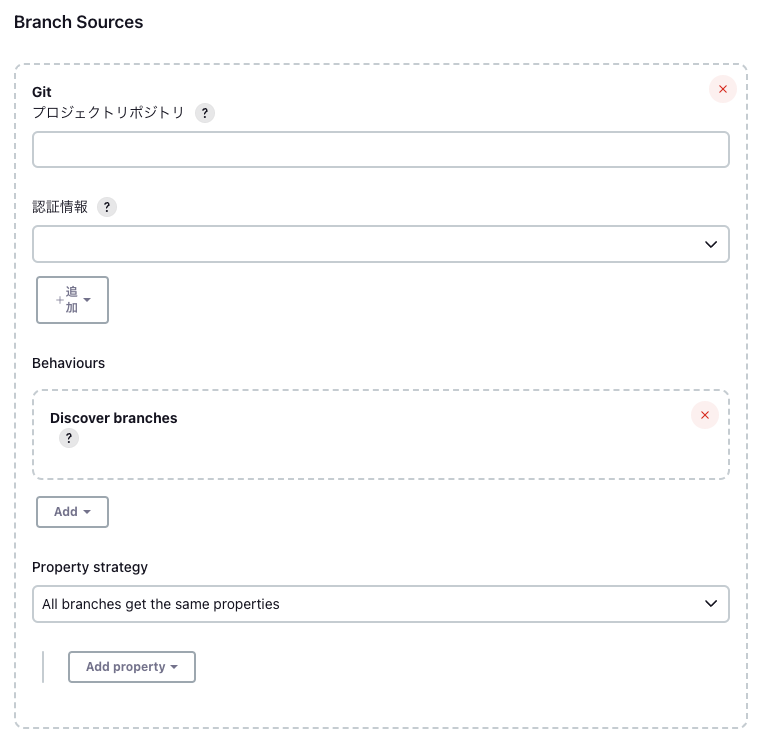 Branch Sources
Git
プロジェクトリポジトリ ?
認証情報 ?
+追
加
Behaviours
Discover branches
?
Add
Property strategy
All branches get the same properties
Add property